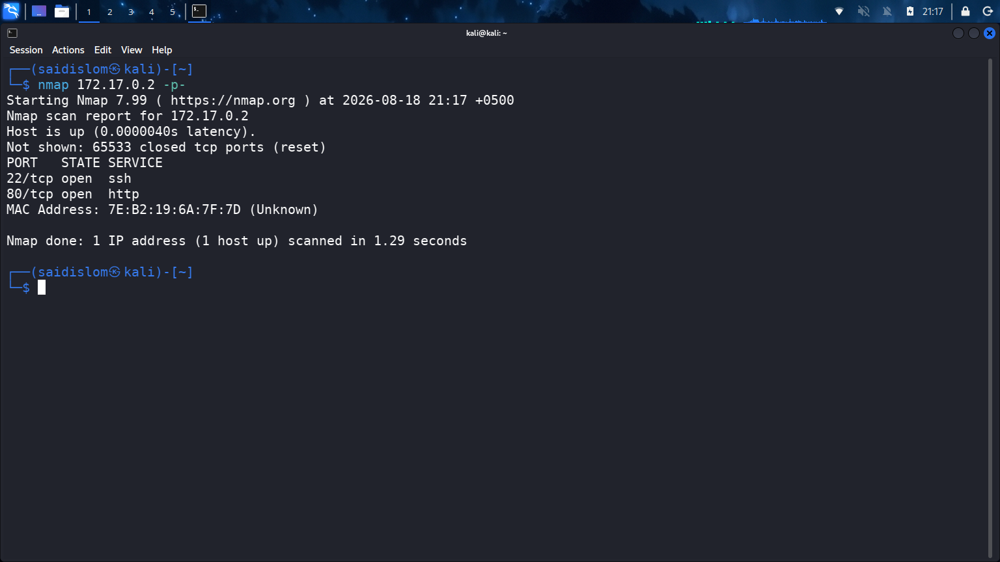 1 2 3 4 5 21:17
kali@kali: ~
Session Actions Edit View Help
┌──(saidislom㉿kali)-[~]
└─$ nmap 172.17.0.2 -p-
Starting Nmap 7.99 ( https://nmap.org ) at 2026-08-18 21:17 +0500
Nmap scan report for 172.17.0.2
Host is up (0.0000040s latency).
Not shown: 65533 closed tcp ports (reset)
PORT   STATE SERVICE
22/tcp open  ssh
80/tcp open  http
MAC Address: 7E:B2:19:6A:7F:7D (Unknown)
Nmap done: 1 IP address (1 host up) scanned in 1.29 seconds
┌──(saidislom㉿kali)-[~]
└─$